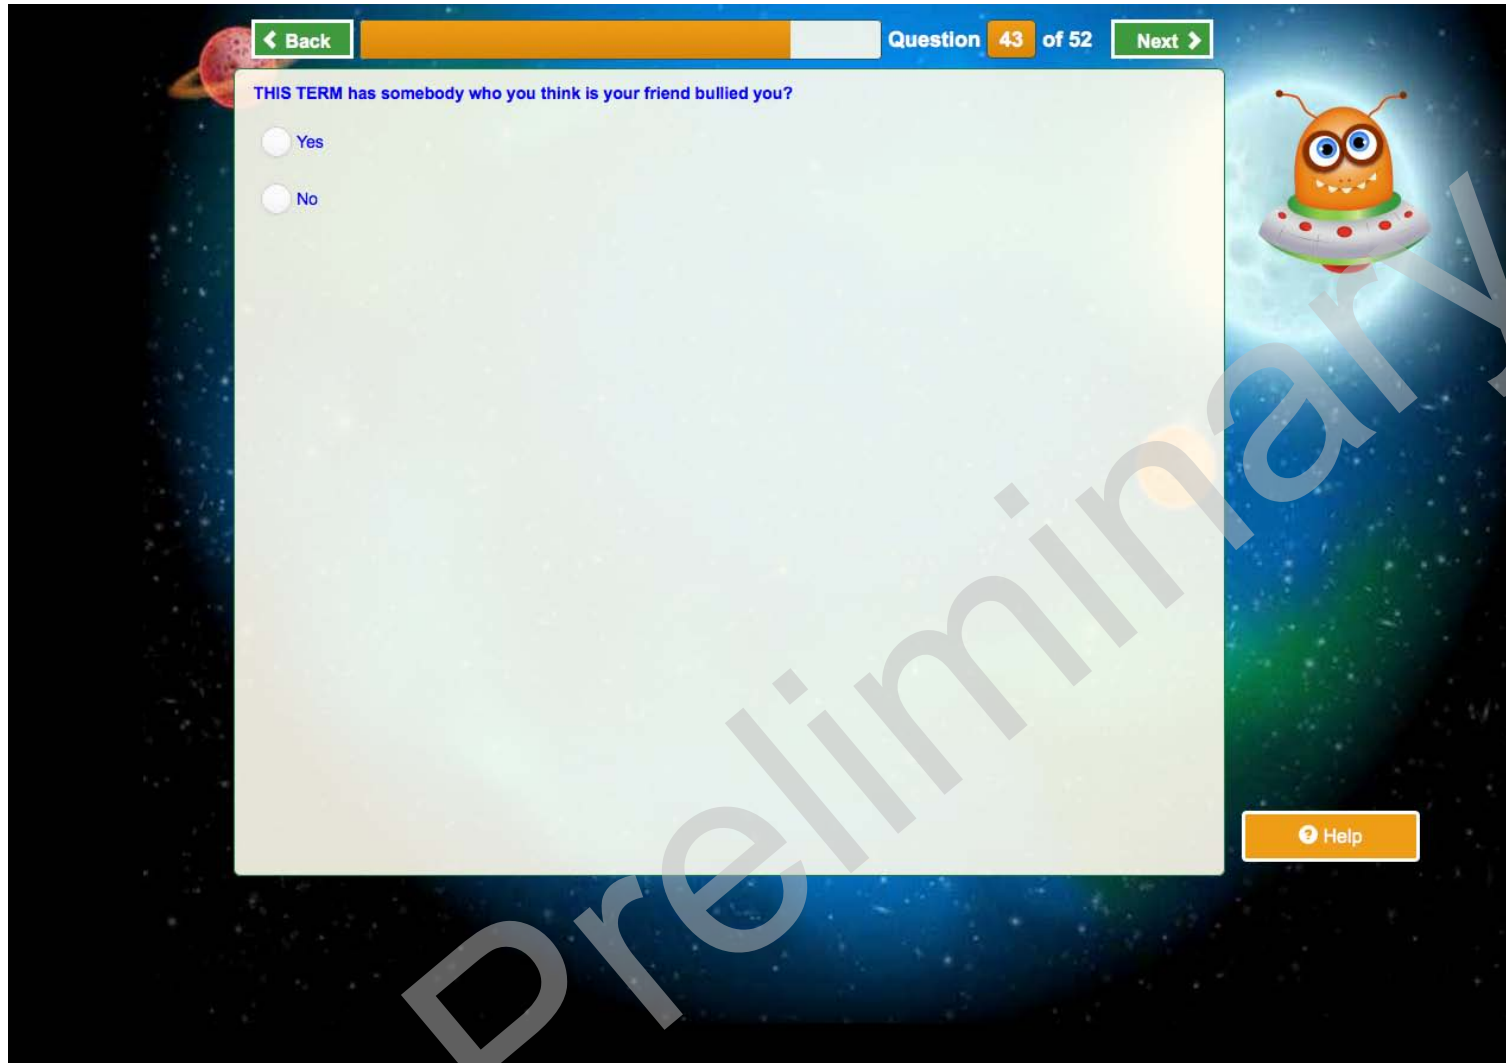 Back
Question 43 of 52
Next
THIS TERM has somebody who you think is your friend bullied you?
Yes
No
Help
Preliminary